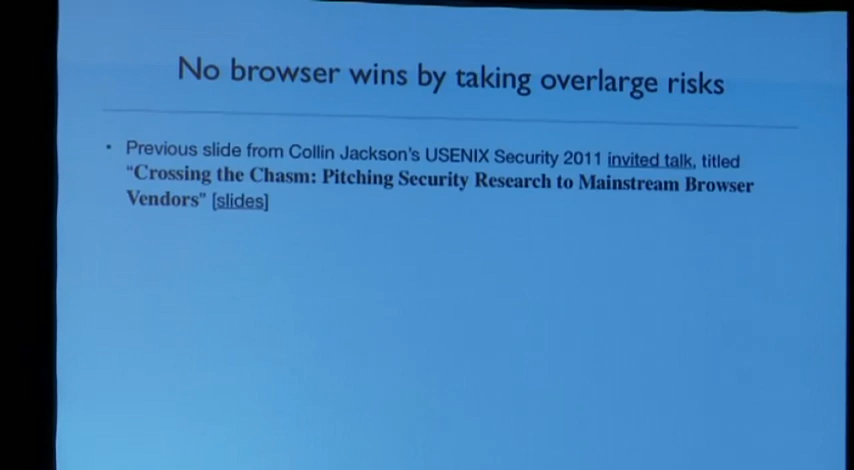 No browser wins by taking overlarge risks
• Previous slide from Collin Jackson's USENIX Security 2011 invited talk, titled
“Crossing the Chasm: Pitching Security Research to Mainstream Browser
Vendors” [slides]